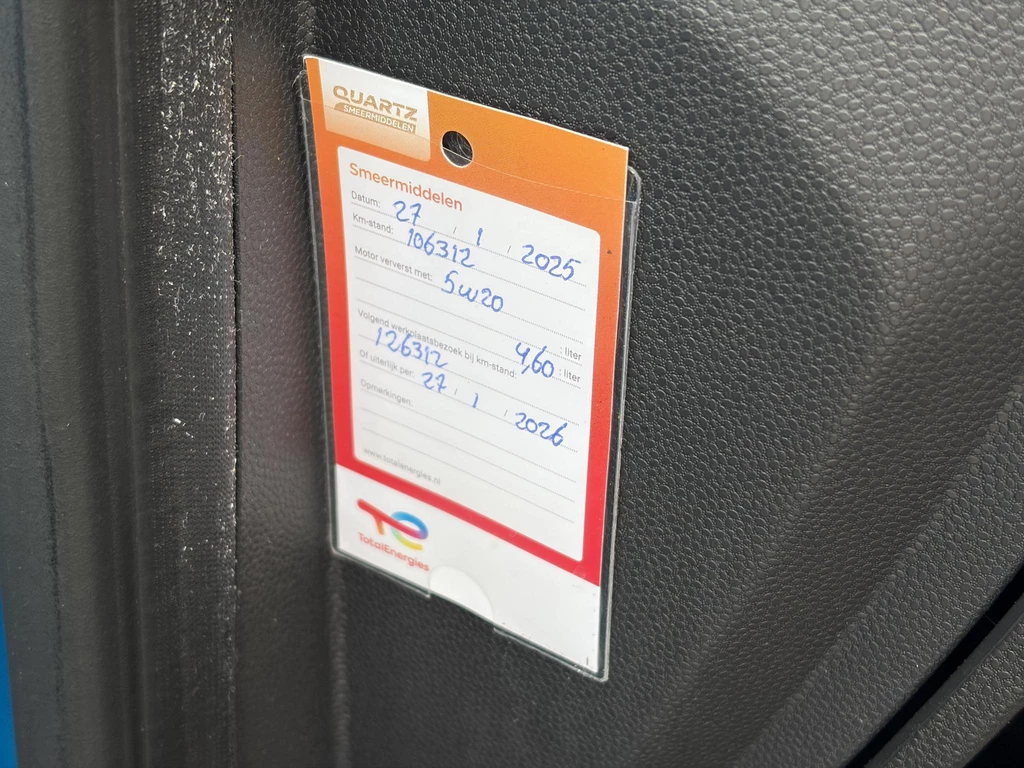 QUARTZ
SMEERMIDDELEN
Smeermiddelen
Datum: 27 / 1 / 2025
Km-stand: 106312
Motor ververst met: 5w20
: liter
4,60 : liter
Volgend werkplaatsbezoek bij km-stand:
126312
Of uiterlijk per: 27 / 1 / 2026
Opmerkingen:
www.totalenergies.nl
TotalEnergies